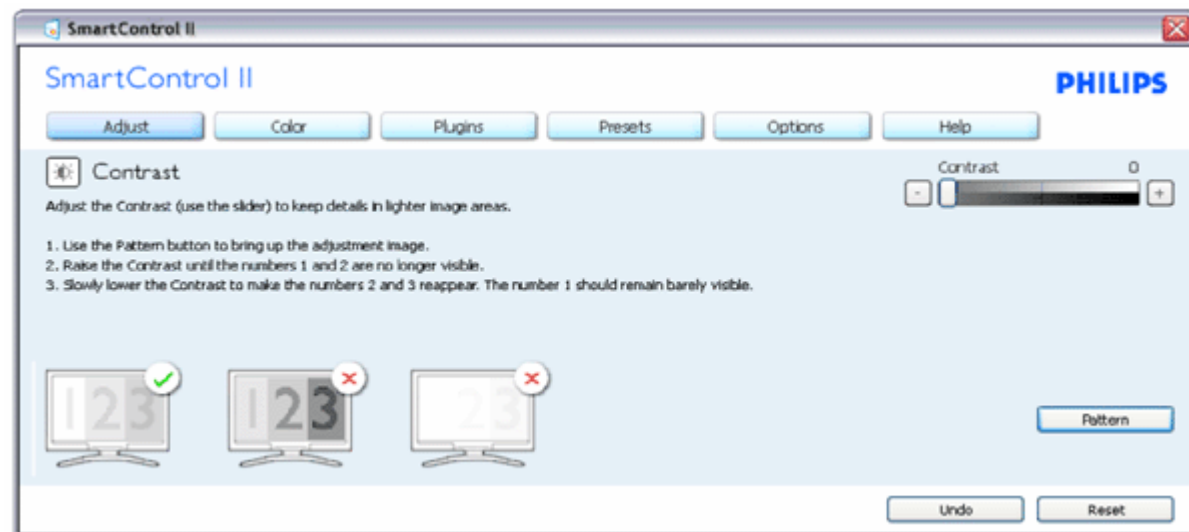 SmartControl II
SmartControl II
PHILIPS
Adjust Color Plugins Presets Options Help
Contrast
Contrast 0
- +
Adjust the Contrast (use the slider) to keep details in lighter image areas.
1. Use the Pattern button to bring up the adjustment image.
2. Raise the Contrast until the numbers 1 and 2 are no longer visible.
3. Slowly lower the Contrast to make the numbers 2 and 3 reappear. The number 1 should remain barely visible.
123 123 23
Pattern
Undo Reset